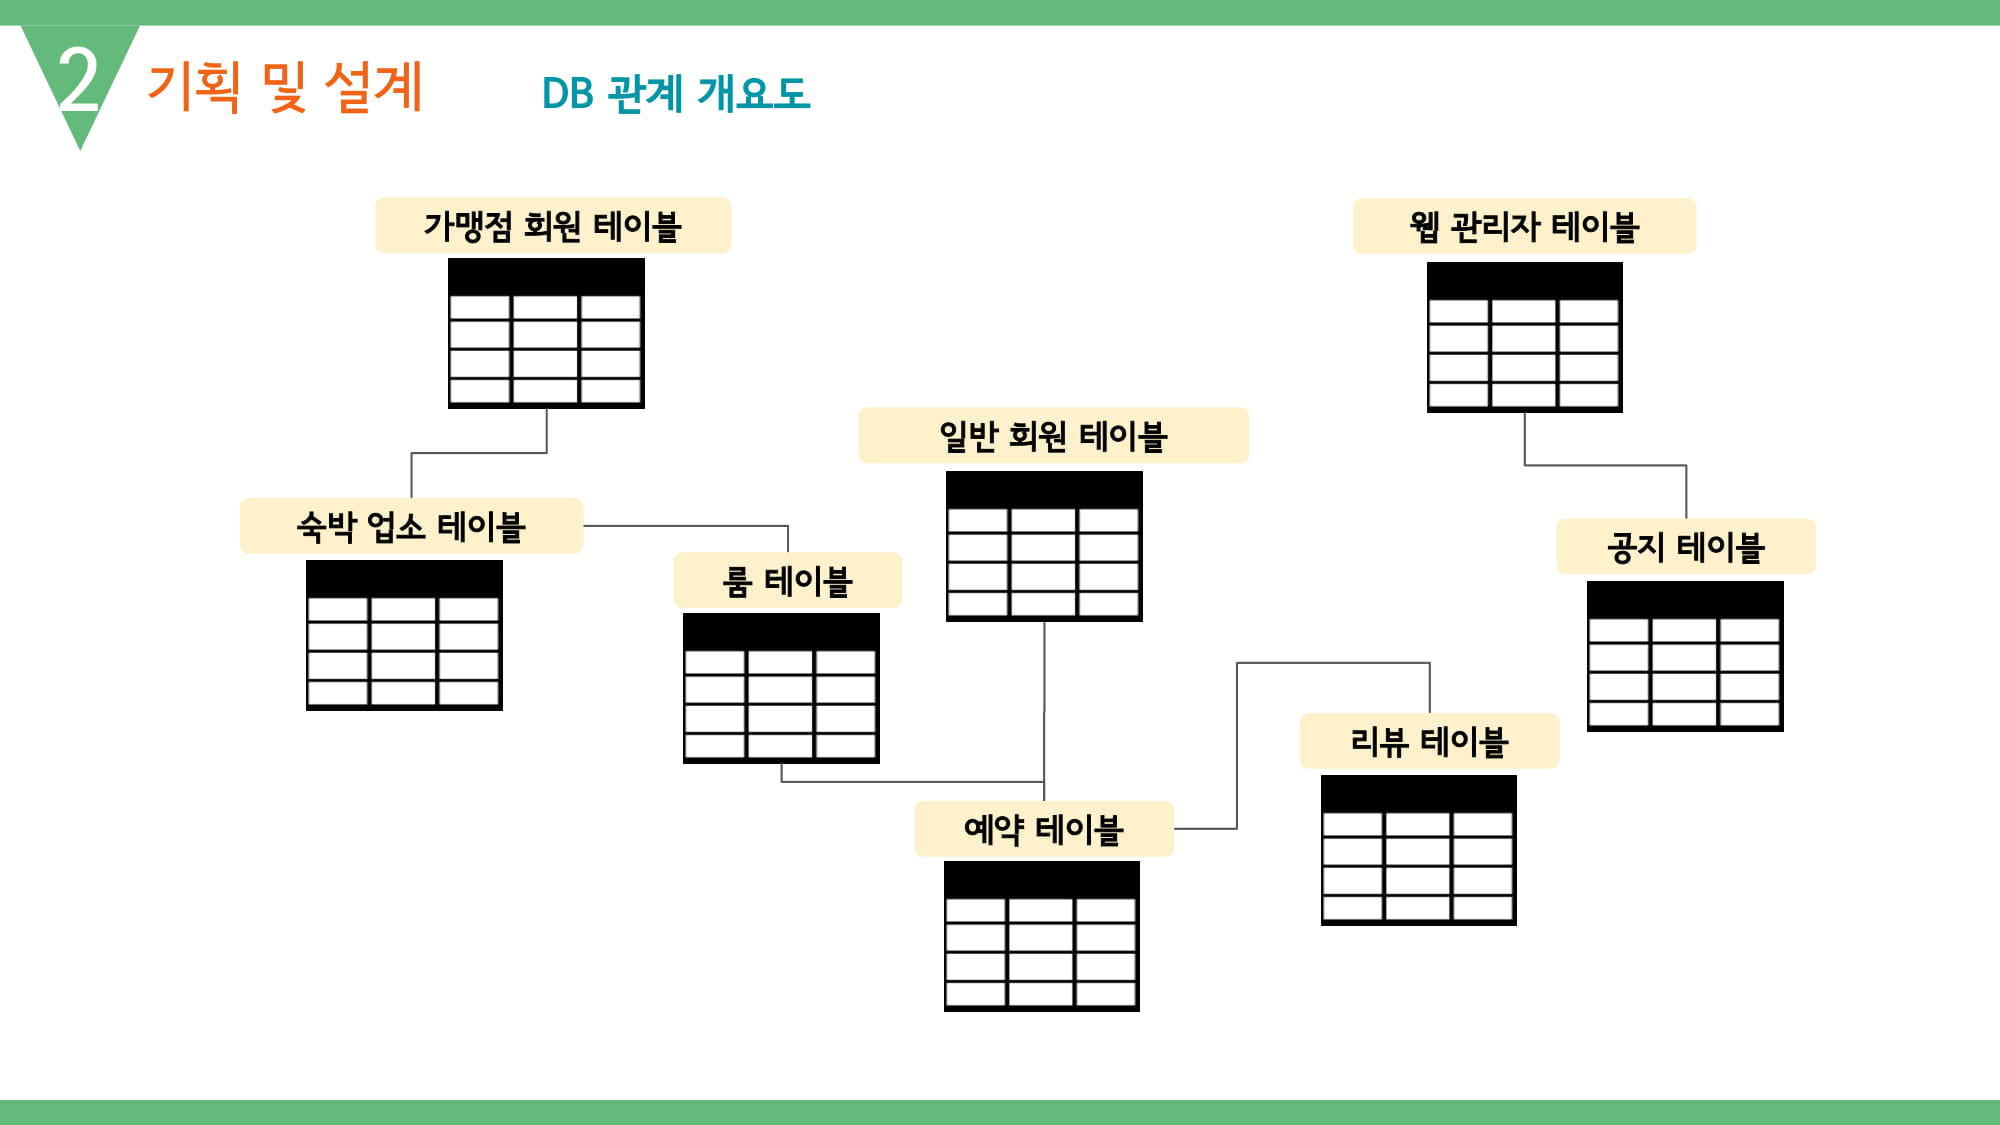 2
기획 및 설계
DB 관계 개요도
가맹점 회원 테이블
웹 관리자 테이블
일반 회원 테이블
숙박 업소 테이블
공지 테이블
룸 테이블
리뷰 테이블
예약 테이블